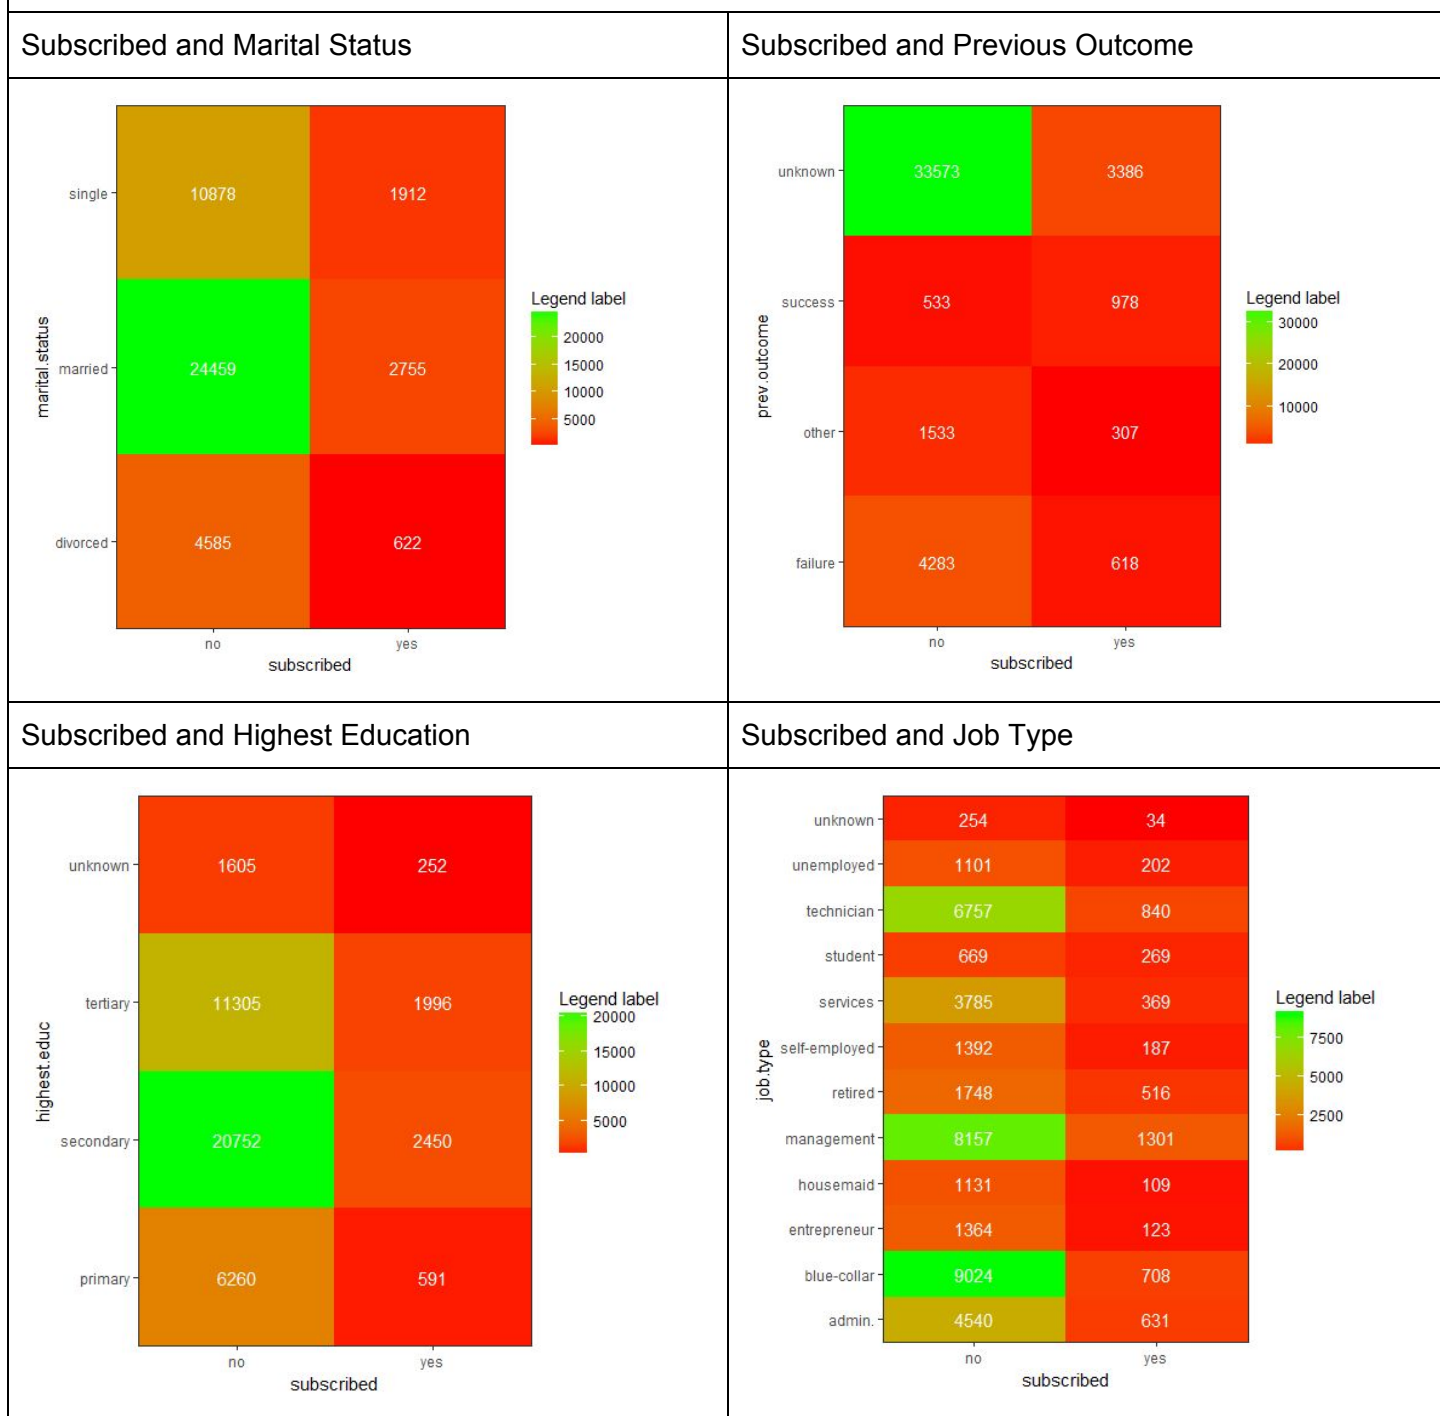 Subscribed and Marital Status
single
10878
1912
married
24459
2755
divorced
4585
622
marital.status
no
yes
subscribed
Legend label
20000
15000
10000
5000
Subscribed and Previous Outcome
unknown
33573
3386
success
533
978
other
1533
307
failure
4283
618
prev.outcome
no
yes
subscribed
Legend label
30000
20000
10000
Subscribed and Highest Education
unknown
1605
252
tertiary
11305
1996
secondary
20752
2450
primary
6260
591
highest.educ
no
yes
subscribed
Legend label
20000
15000
10000
5000
Subscribed and Job Type
unknown
254
34
unemployed
1101
202
technician
6757
840
student
669
269
services
3785
369
self-employed
1392
187
retired
1748
516
management
8157
1301
housemaid
1131
109
entrepreneur
1364
123
blue-collar
9024
708
admin.
4540
631
job.type
no
yes
subscribed
Legend label
7500
5000
2500